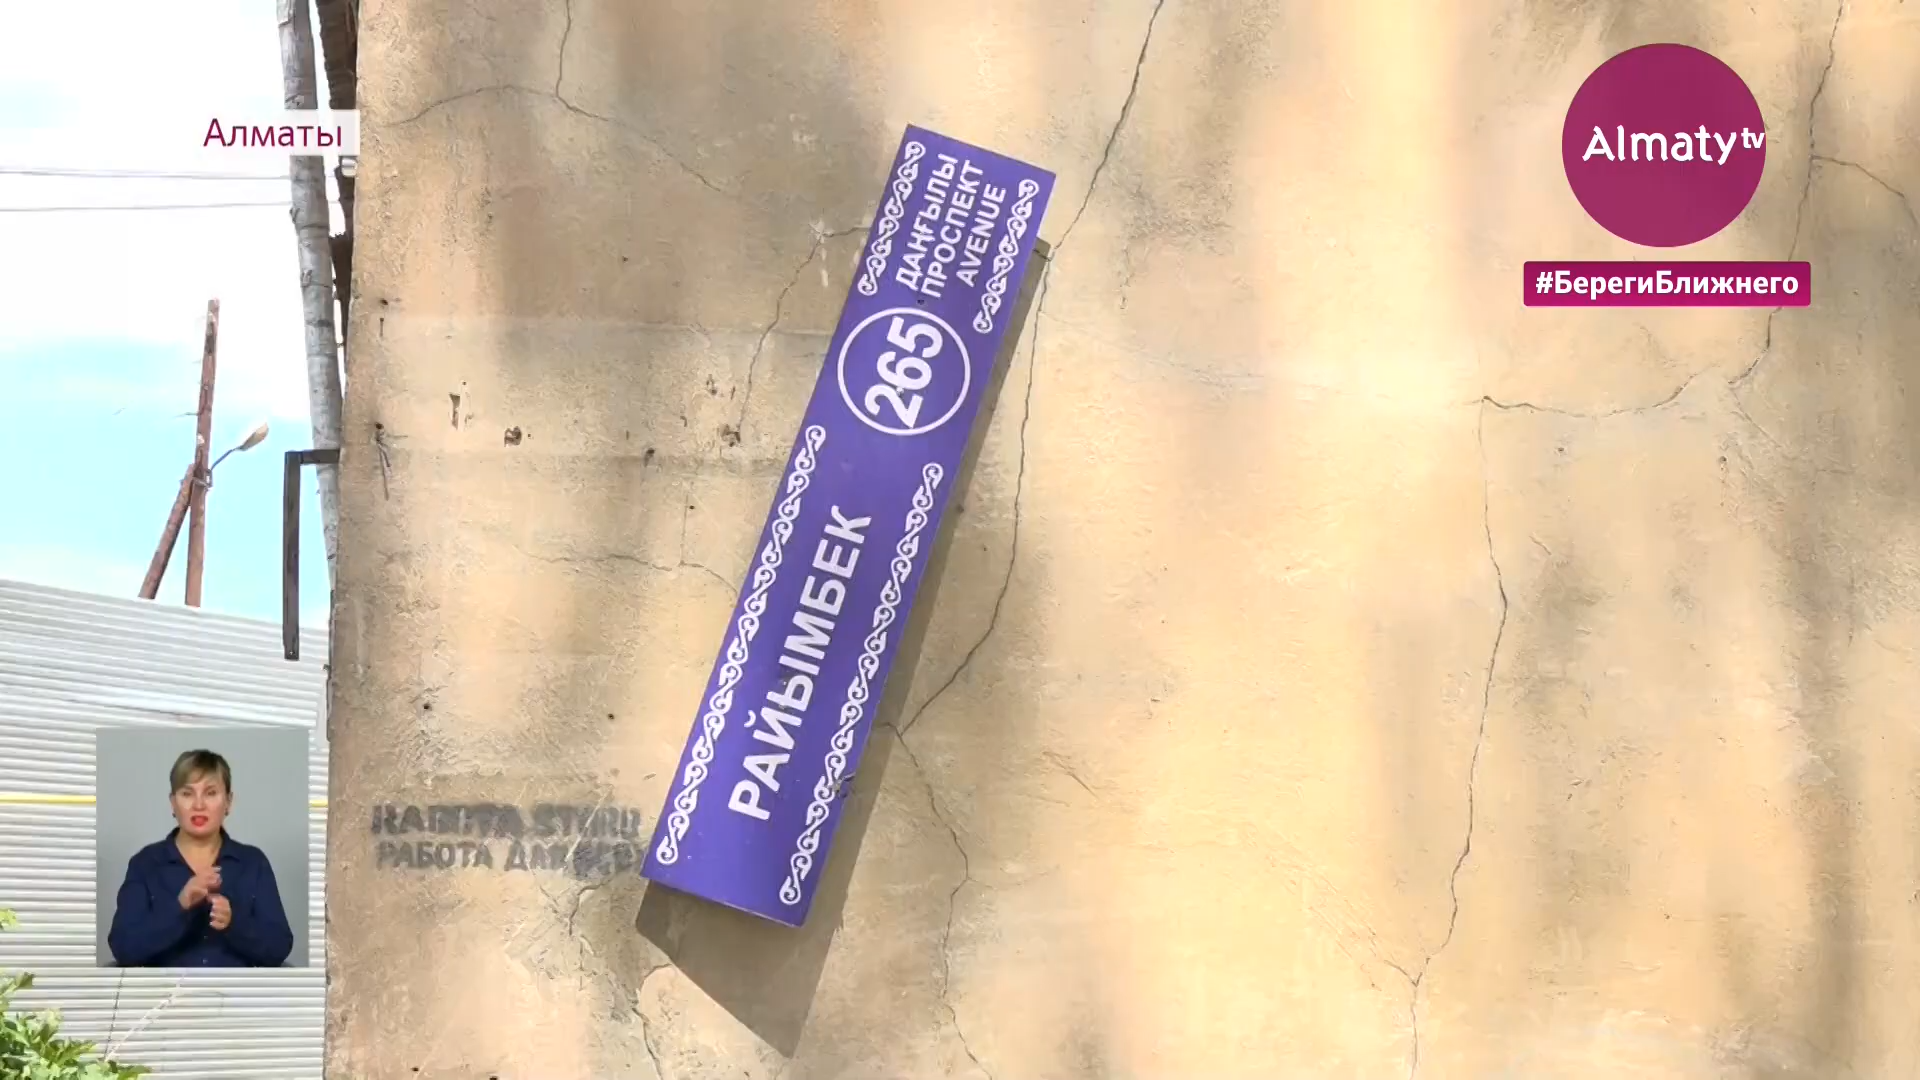 Алматы
Almaty tv
#БерегиБлижнего
ДАҢҒЫЛЫ
ПРОСПЕКТ
AVENUE
265
РАЙЫМБЕК
РАБОТА